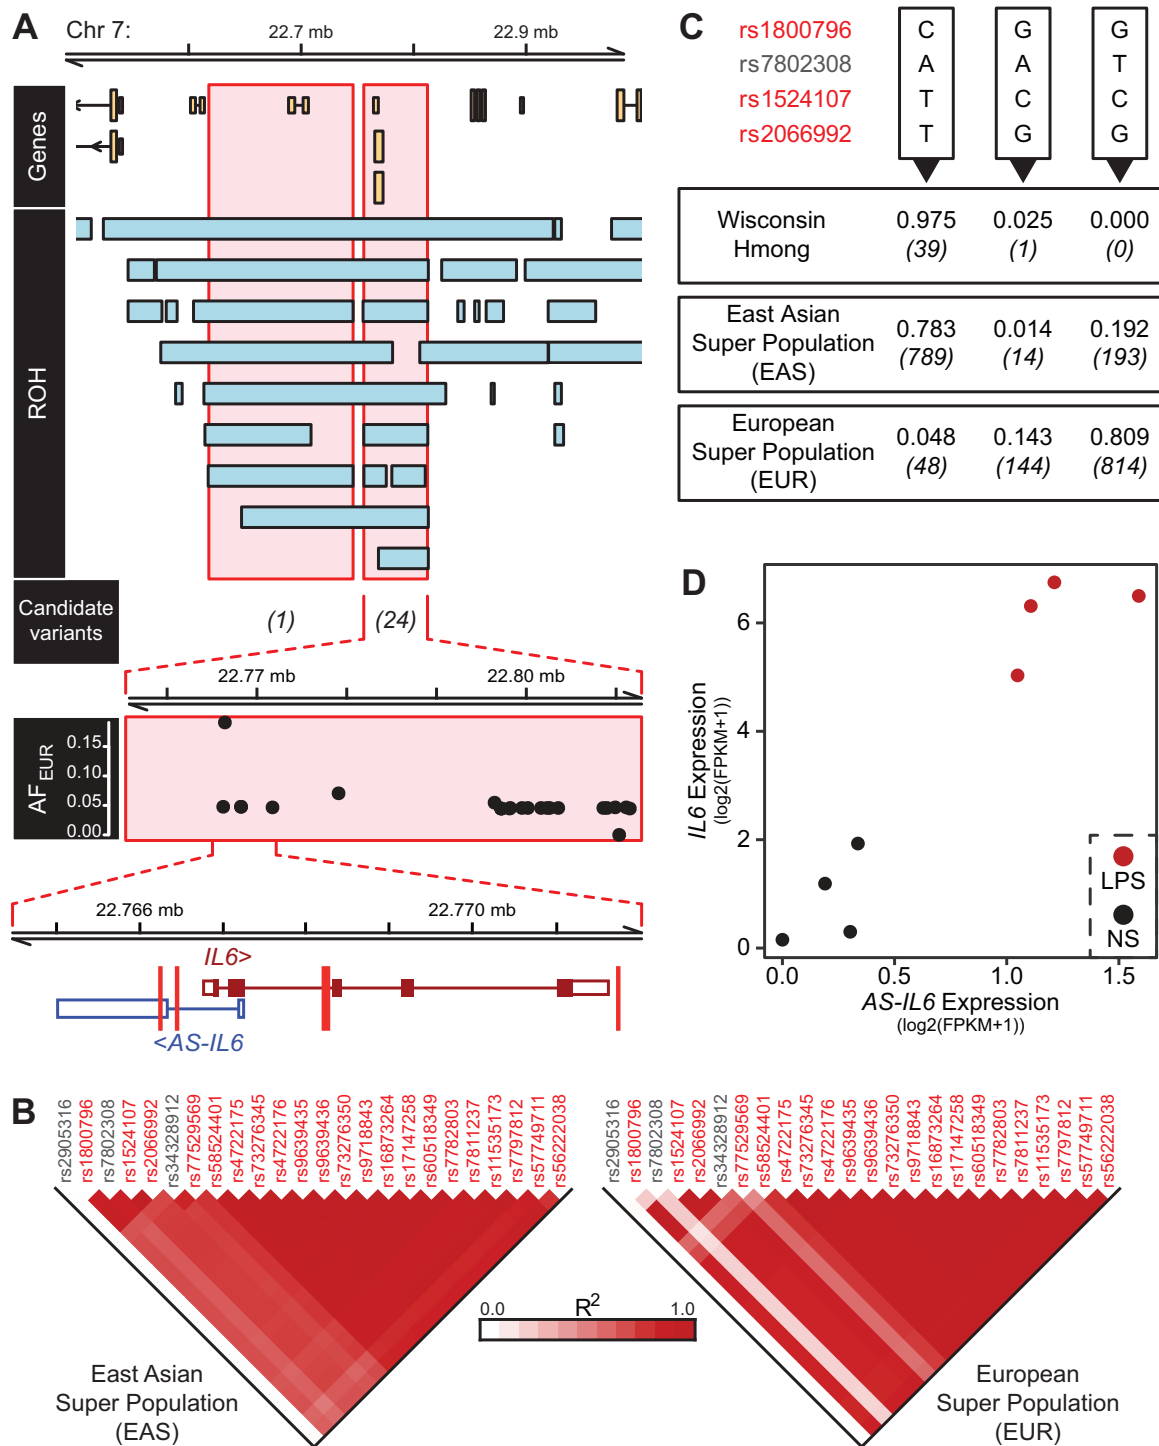 A
Chr 7:
22.7 mb
22.9 mb
Genes
ROH
Candidate
variants
(1)
(24)
22.77 mb
22.80 mb
AF EUR
0.15
0.10
0.05
0.00
22.766 mb
22.770 mb
IL6>
<AS-IL6
C
rs1800796 C G G
rs7802308 A A T
rs1524107 T C C
rs2066992 T G G
Wisconsin
Hmong
0.975 0.025 0.000
(39) (1) (0)
East Asian
Super Population
(EAS)
0.783 0.014 0.192
(789) (14) (193)
European
Super Population
(EUR)
0.048 0.143 0.809
(48) (144) (814)
D
IL6 Expression
(log2(FPKM+1))
6
4
2
0
0.0 0.5 1.0 1.5
AS-IL6 Expression
(log2(FPKM+1))
LPS
NS
B
rs2905316
rs1800796
rs7802308
rs1524107
rs2066992
rs34328912
rs77529569
rs58524401
rs4722175
rs73276345
rs4722176
rs9639435
rs9639436
rs73276350
rs9718843
rs16873264
rs17147258
rs60518349
rs7782803
rs7811237
rs11535173
rs7797812
rs57749711
rs56222038
East Asian
Super Population
(EAS)
0.0 R2 1.0
rs2905316
rs1800796
rs7802308
rs1524107
rs2066992
rs34328912
rs77529569
rs58524401
rs4722175
rs73276345
rs4722176
rs9639435
rs9639436
rs73276350
rs9718843
rs16873264
rs17147258
rs60518349
rs7782803
rs7811237
rs11535173
rs7797812
rs57749711
rs56222038
European
Super Population
(EUR)